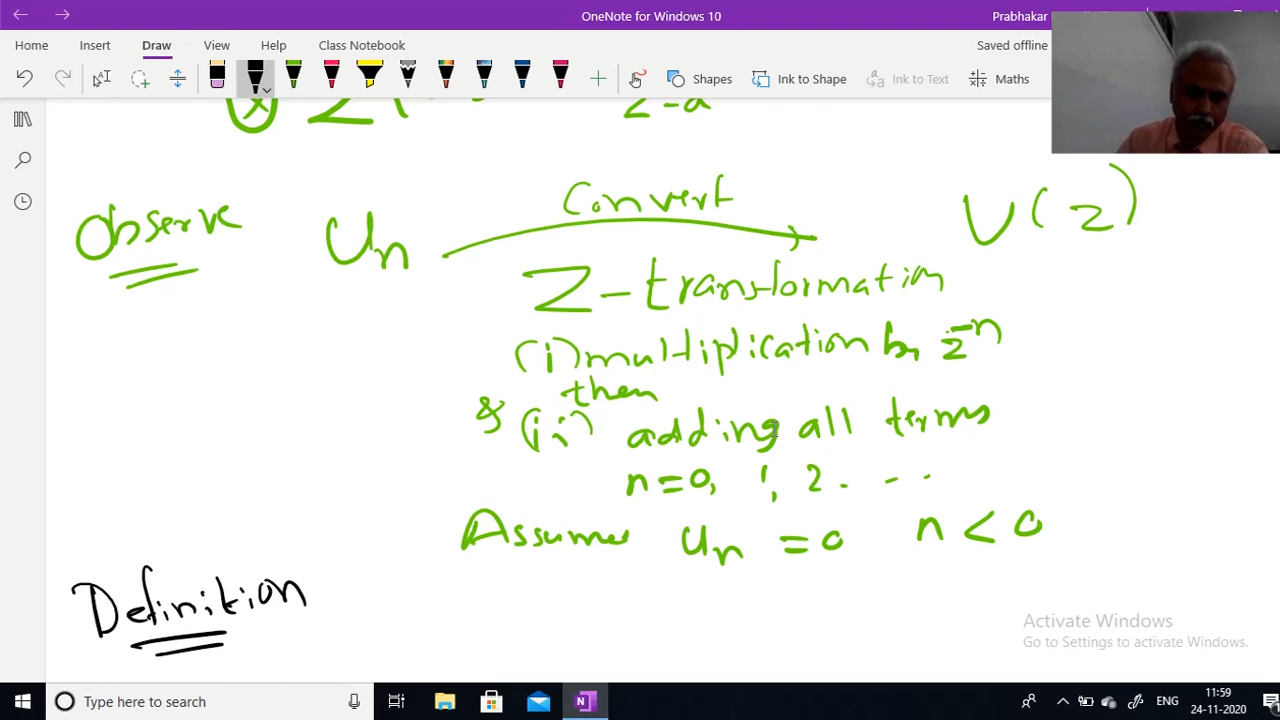 OneNote for Windows 10
Prabhakar
Home Insert Draw View Help Class Notebook
Saved offline
Shapes Ink to Shape Ink to Text Maths
z-a
Observe Un Convert U(z)
Z-transformation
(i) multiplication by z^-n
then
& (ii) adding all terms
n=0, 1, 2. - - -
Assume un = 0 n < 0
Definition
Activate Windows
Go to Settings to activate Windows.
Type here to search
ENG
11:59
24-11-2020